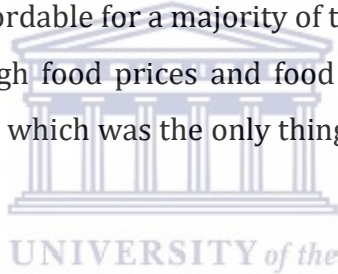 ordable for a majority of t
gh food prices and food
which was the only thing
UNIVERSITY of the